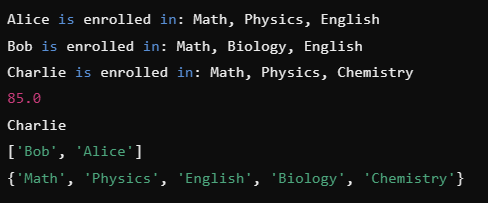 Alice is enrolled in: Math, Physics, English
Bob is enrolled in: Math, Biology, English
Charlie is enrolled in: Math, Physics, Chemistry
85.0
Charlie
['Bob', 'Alice']
{'Math', 'Physics', 'English', 'Biology', 'Chemistry'}